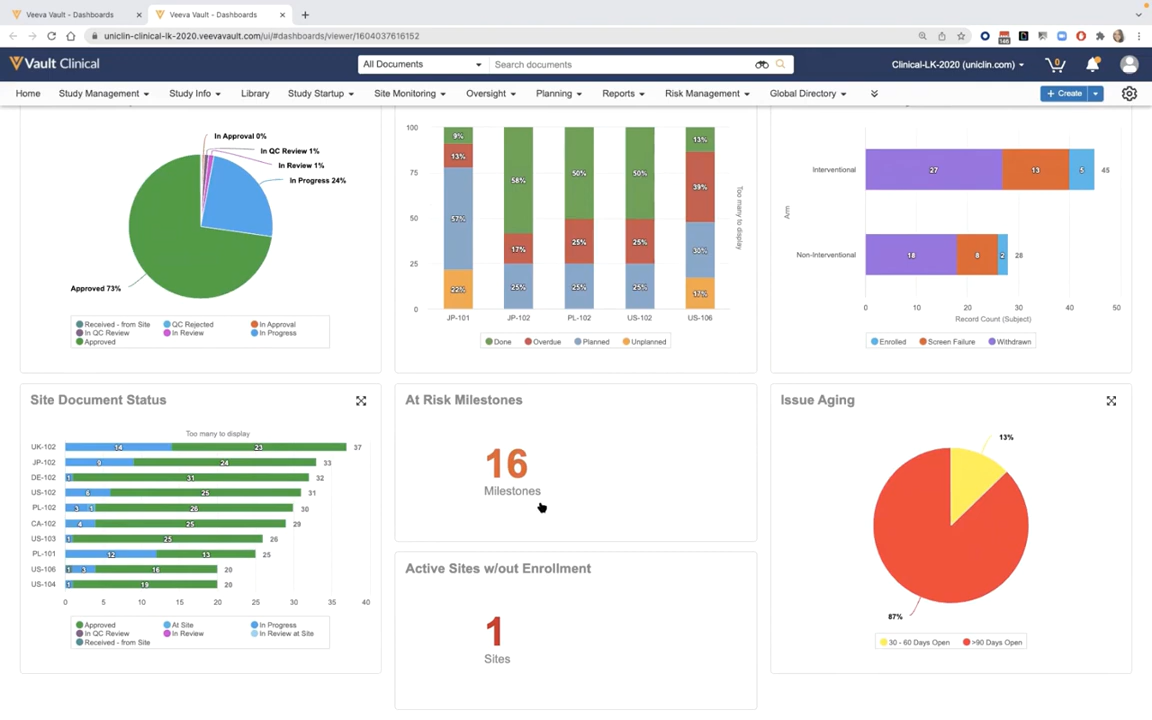 Veeva Vault - Dashboards
Veeva Vault - Dashboards
uniclin-clinical-lk-2020.veevavault.com/ui/#dashboards/viewer/1604037616152
Vault Clinical
All Documents
Search documents
Clinical-LK-2020 (uniclin.com)
0
Home
Study Management
Study Info
Library
Study Startup
Site Monitoring
Oversight
Planning
Reports
Risk Management
Global Directory
+ Create
In Approval 0%
In QC Review 1%
In Review 1%
In Progress 24%
Approved 73%
Received - from Site
QC Rejected
In Approval
In QC Review
In Review
In Progress
Approved
100
75
50
25
0
9%
13%
57%
22%
58%
17%
25%
50%
25%
25%
50%
25%
25%
13%
39%
30%
17%
JP-101
JP-102
PL-102
US-102
US-106
Too many to display
Done
Overdue
Planned
Unplanned
Arm
Interventional
27
13
5
45
Non-Interventional
18
8
2
28
0
10
20
30
40
50
Record Count (Subject)
Enrolled
Screen Failure
Withdrawn
Site Document Status
Too many to display
UK-102 14 23 37
JP-102 9 24 33
DE-102 1 31 32
US-102 6 25 31
PL-102 3 1 26 30
CA-102 4 25 29
US-103 1 25 26
PL-101 12 13 25
US-106 1 3 16 20
US-104 1 19 20
0 5 10 15 20 25 30 35 40
Approved
At Site
In Progress
In QC Review
In Review
In Review at Site
Received - from Site
At Risk Milestones
16
Milestones
Active Sites w/out Enrollment
1
Sites
Issue Aging
13%
87%
30 - 60 Days Open
>90 Days Open